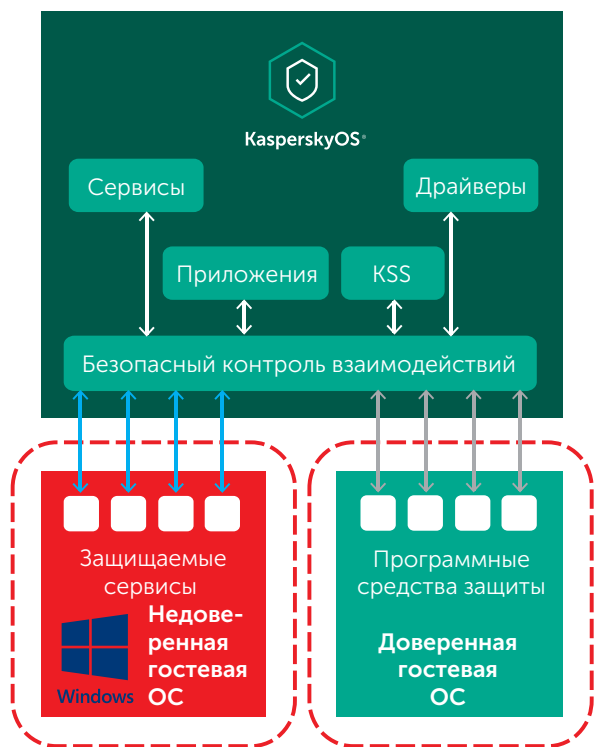 KasperskyOS®
Сервисы
Драйверы
Приложения
KSS
Безопасный контроль взаимодействий
Защищаемые
сервисы
Недове-
ренная
гостевая
ОС
Windows
Программные
средства защиты
Доверенная
гостевая
ОС